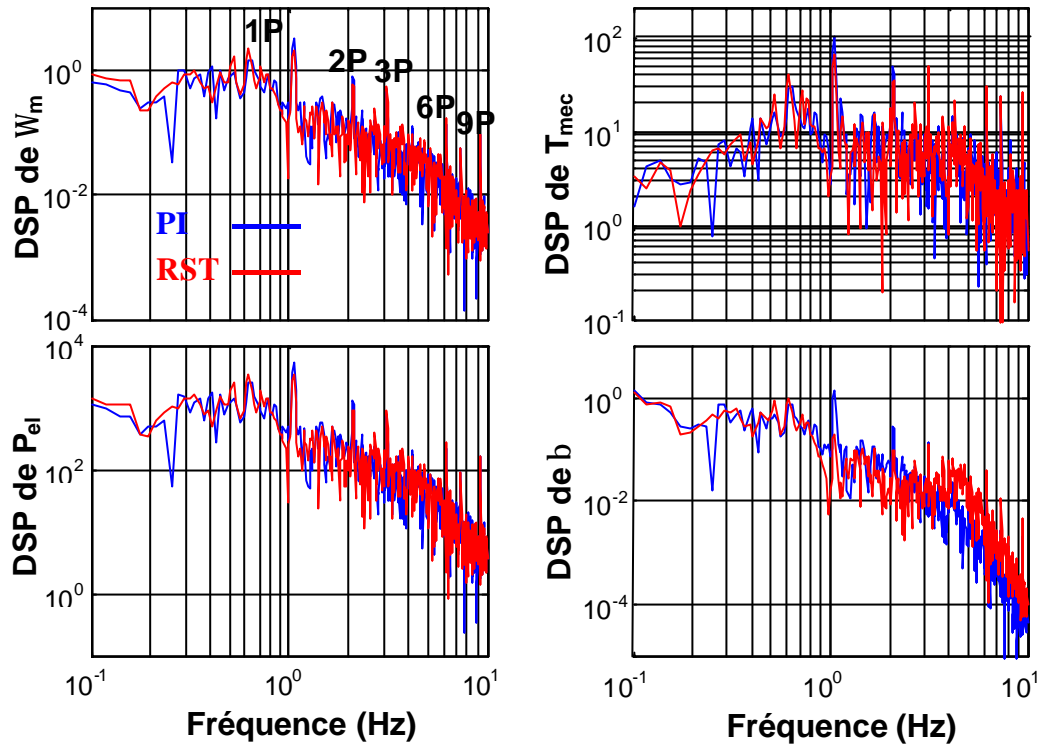 DSP de Wm
10^0
10^-2
10^-4
1P
2P
3P
6P
9P
PI
RST
DSP de Tmec
10^2
10^1
10^0
10^-1
DSP de Pel
10^4
10^2
10^0
10^-1
10^0
10^1
Fréquence (Hz)
DSP de b
10^0
10^-2
10^-4
10^-1
10^0
10^1
Fréquence (Hz)